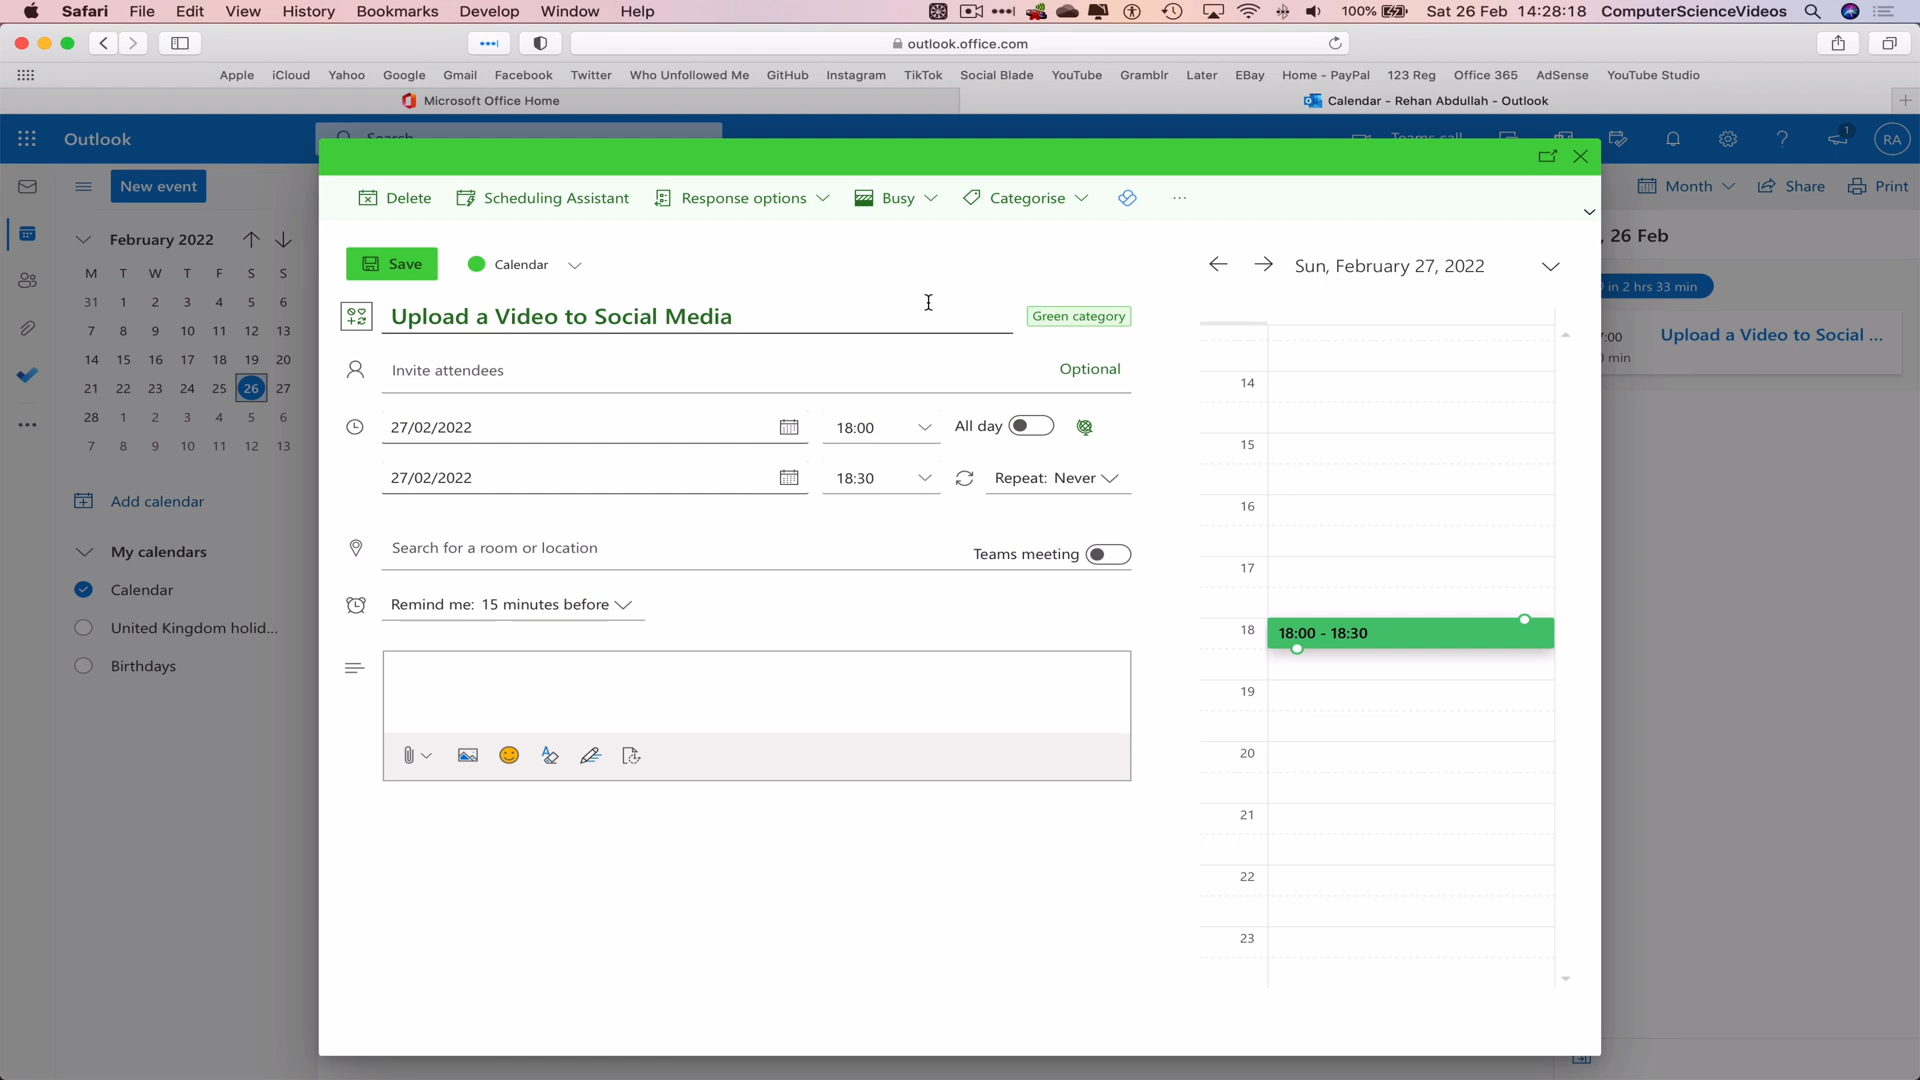 Safari File Edit View History Bookmarks Develop Window Help 100% Sat 26 Feb 14:28:18 ComputerScienceVideos
outlook.office.com
Apple iCloud Yahoo Google Gmail Facebook Twitter Who Unfollowed Me GitHub Instagram TikTok Social Blade YouTube Gramblr Later EBay Home - PayPal 123 Reg Office 365 AdSense YouTube Studio
Microsoft Office Home Calendar - Rehan Abdullah - Outlook
Outlook Search Teams call 1 RA
New event Month Share Print
Delete Scheduling Assistant Response options Busy Categorise
February 2022
, 26 Feb
M T W T F S S
31 1 2 3 4 5 6
7 8 9 10 11 12 13
14 15 16 17 18 19 20
21 22 23 24 25 26 27
28 1 2 3 4 5 6
7 8 9 10 11 12 13
Add calendar
My calendars
Calendar
United Kingdom holid...
Birthdays
Save Calendar
Upload a Video to Social Media Green category
Invite attendees Optional
27/02/2022 18:00 All day
27/02/2022 18:30 Repeat: Never
Search for a room or location Teams meeting
Remind me: 15 minutes before
Sun, February 27, 2022
14
15
16
17
18 18:00 - 18:30
19
20
21
22
23
in 2 hrs 33 min
:00 Upload a Video to Social ...
min